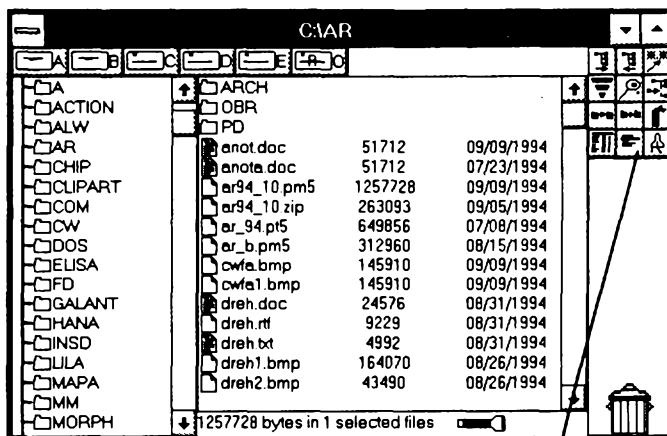 C:\AR
A B C D E R O
A
ACTION
ALW
AR
CHIP
CLIPART
COM
CW
DOS
ELISA
FD
GALANT
HANA
INSD
LILA
MAPA
MM
MORPH
ARCH
OBR
PD
anot.doc 51712 09/09/1994
anota.doc 51712 07/23/1994
ar94_10.pm5 1257728 09/09/1994
ar94_10.zip 263093 09/05/1994
ar_94.pt5 649856 07/08/1994
ar_b.pm5 312960 08/15/1994
cwfa.bmp 145910 09/09/1994
cwfa1.bmp 145910 09/09/1994
dreh.doc 24576 08/31/1994
dreh.rtf 9229 08/31/1994
dreh.txt 4992 08/31/1994
dreh1.bmp 164070 08/26/1994
dreh2.bmp 43490 08/26/1994
1257728 bytes in 1 selected files